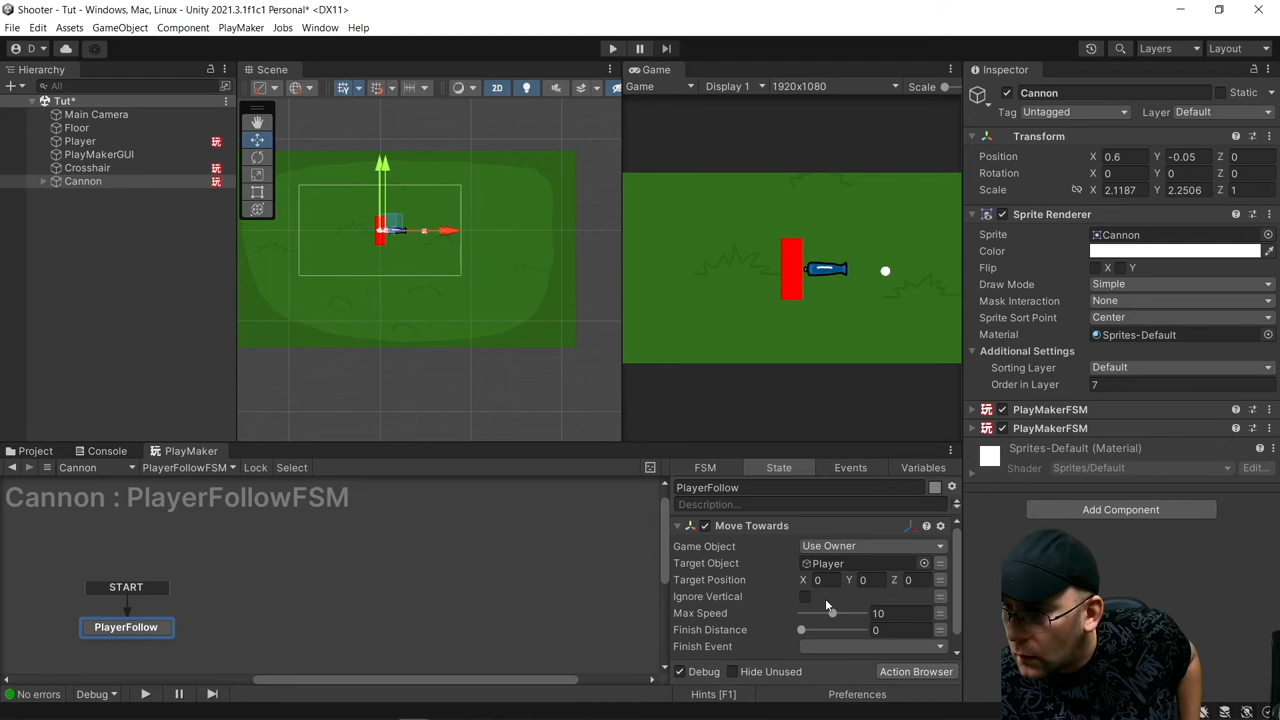 Shooter - Tut - Windows, Mac, Linux - Unity 2021.3.1f1c1 Personal* <DX11>
File Edit Assets GameObject Component PlayMaker Jobs Window Help
D Layers Layout
Hierarchy
All
Tut*
Main Camera
Floor
Player
PlayMakerGUI
Crosshair
Cannon
Scene
2D
Game
Game Display 1 1920x1080 Scale
Inspector
Cannon Static
Tag Untagged Layer Default
Transform
Position X 0.6 Y -0.05 Z 0
Rotation X 0 Y 0 Z 0
Scale X 2.1187 Y 2.2506 Z 1
Sprite Renderer
Sprite Cannon
Color
Flip X Y
Draw Mode Simple
Mask Interaction None
Sprite Sort Point Center
Material Sprites-Default
Additional Settings
Sorting Layer Default
Order in Layer 7
PlayMakerFSM
PlayMakerFSM
Sprites-Default (Material)
Shader Sprites/Default Edit...
Add Component
Project Console PlayMaker
Cannon PlayerFollowFSM Lock Select
Cannon : PlayerFollowFSM
START
PlayerFollow
FSM State Events Variables
PlayerFollow
Description...
Move Towards
Game Object Use Owner
Target Object Player
Target Position X 0 Y 0 Z 0
Ignore Vertical
Max Speed 10
Finish Distance 0
Finish Event
Debug Hide Unused Action Browser
No errors Debug Hints [F1] Preferences